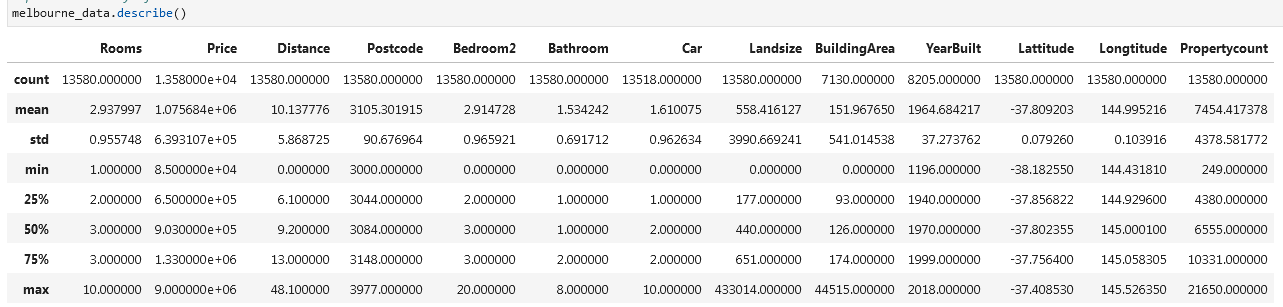 melbourne_data.describe()
Rooms Price Distance Postcode Bedroom2 Bathroom Car Landsize BuildingArea YearBuilt Lattitude Longtitude Propertycount
count 13580.000000 1.358000e+04 13580.000000 13580.000000 13580.000000 13580.000000 13518.000000 13580.000000 7130.000000 8205.000000 13580.000000 13580.000000 13580.000000
mean 2.937997 1.075684e+06 10.137776 3105.301915 2.914728 1.534242 1.610075 558.416127 151.967650 1964.684217 -37.809203 144.995216 7454.417378
std 0.955748 6.393107e+05 5.868725 90.676964 0.965921 0.691712 0.962634 3990.669241 541.014538 37.273762 0.079260 0.103916 4378.581772
min 1.000000 8.500000e+04 0.000000 3000.000000 0.000000 0.000000 0.000000 0.000000 0.000000 1196.000000 -38.182550 144.431810 249.000000
25% 2.000000 6.500000e+05 6.100000 3044.000000 2.000000 1.000000 1.000000 177.000000 93.000000 1940.000000 -37.856822 144.929600 4380.000000
50% 3.000000 9.030000e+05 9.200000 3084.000000 3.000000 1.000000 2.000000 440.000000 126.000000 1970.000000 -37.802355 145.000100 6555.000000
75% 3.000000 1.330000e+06 13.000000 3148.000000 3.000000 2.000000 2.000000 651.000000 174.000000 1999.000000 -37.756400 145.058305 10331.000000
max 10.000000 9.000000e+06 48.100000 3977.000000 20.000000 8.000000 10.000000 433014.000000 44515.000000 2018.000000 -37.408530 145.526350 21650.000000